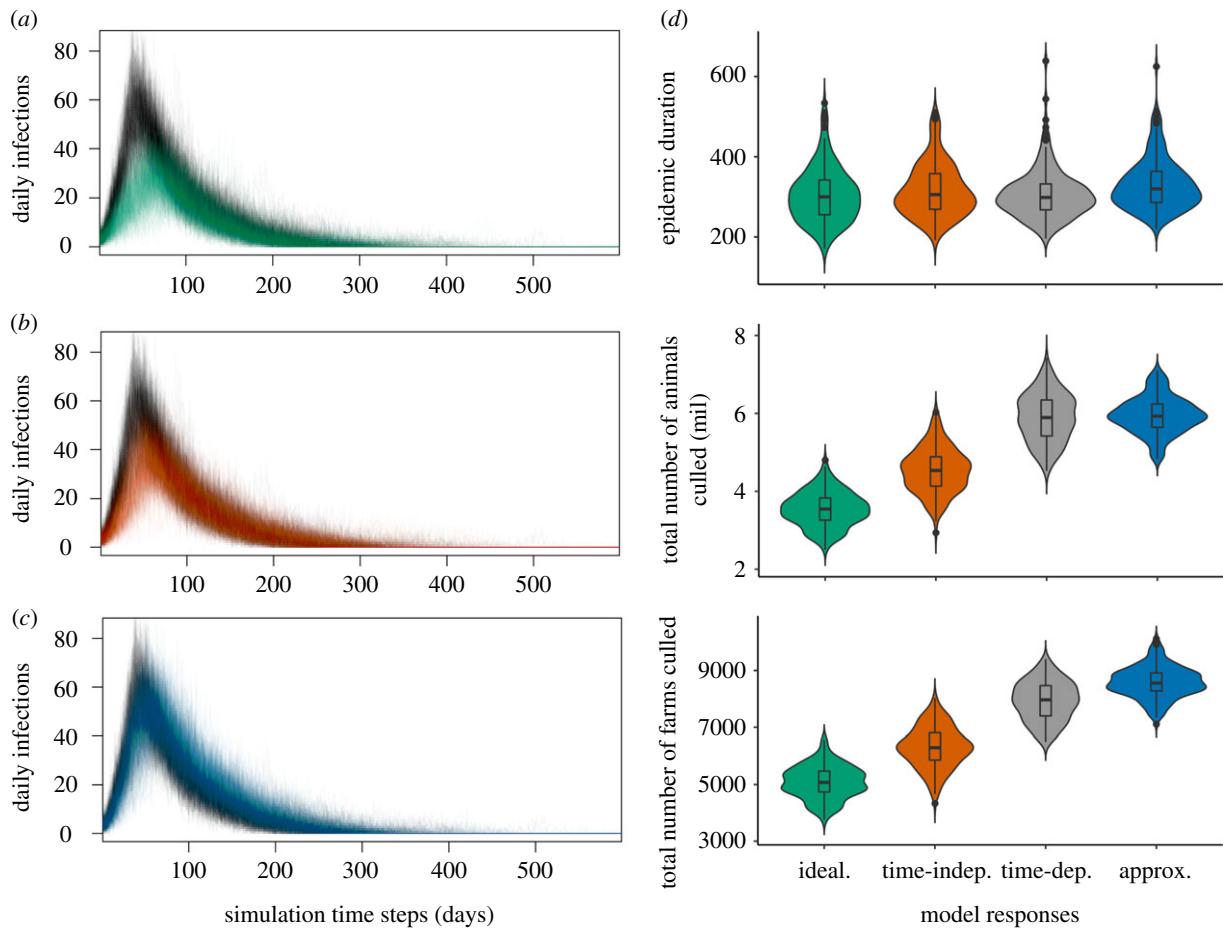 (a)
daily infections
80
60
40
20
0
100 200 300 400 500
(b)
daily infections
80
60
40
20
0
100 200 300 400 500
(c)
daily infections
80
60
40
20
0
100 200 300 400 500
simulation time steps (days)
(d)
epidemic duration
600
400
200
total number of animals
culled (mil)
8
6
4
2
total number of farms culled
9000
7000
5000
3000
ideal. time-indep. time-dep. approx.
model responses